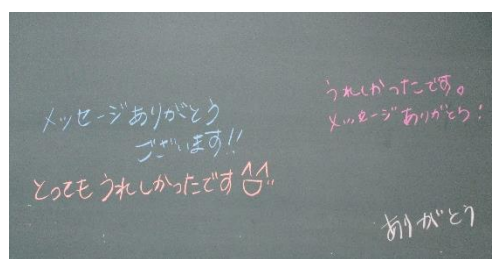 メッセージありがとう
ございます!!
とってもうれしかったです
うれしかったこです。
メッセージありがとう!
ありがとう